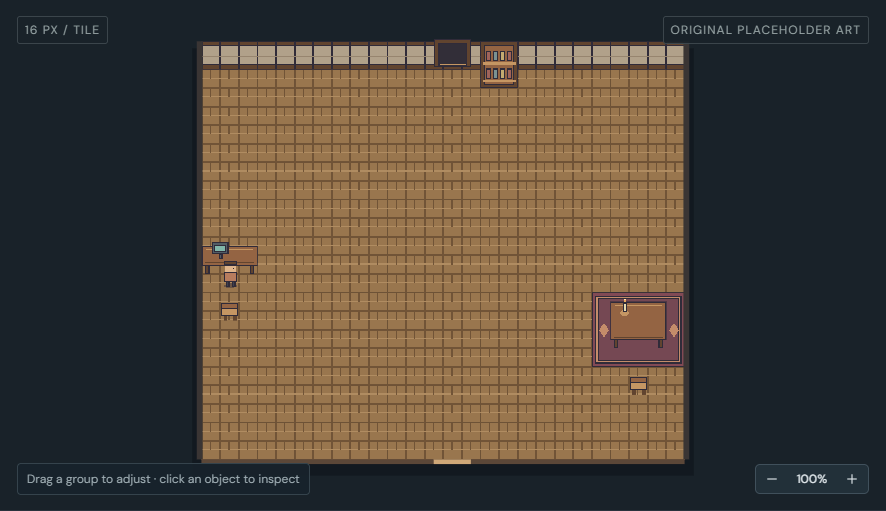 16 PX / TILE
ORIGINAL PLACEHOLDER ART
Drag a group to adjust · click an object to inspect
− 100% +